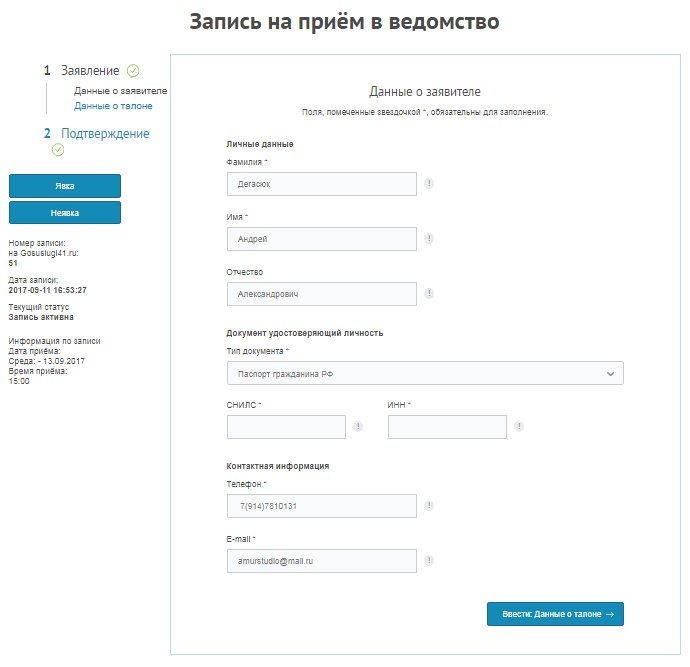 Запись на приём в ведомство
1 Заявление
Данные о заявителе
Данные о талоне
2 Подтверждение
Явка
Неявка
Номер записи:
на Gosuslugi41.ru:
51
Дата записи:
2017-09-11 16:53:27
Текущий статус
Запись активна
Информация по записи
Дата приёма:
Среда: - 13.09.2017
Время приёма:
15:00
Данные о заявителе
Поля, помеченные звездочкой *, обязательны для заполнения.
Личные данные
Фамилия *
Дегасюк
!
Имя *
Андрей
!
Отчество
Александрович
!
Документ удостоверяющий личность
Тип документа *
Паспорт гражданина РФ
СНИЛС * ИНН *
! !
Контактная информация
Телефон *
7(914)7810131
!
E-mail *
amurstudio@mail.ru
!
Ввести: Данные о талоне →